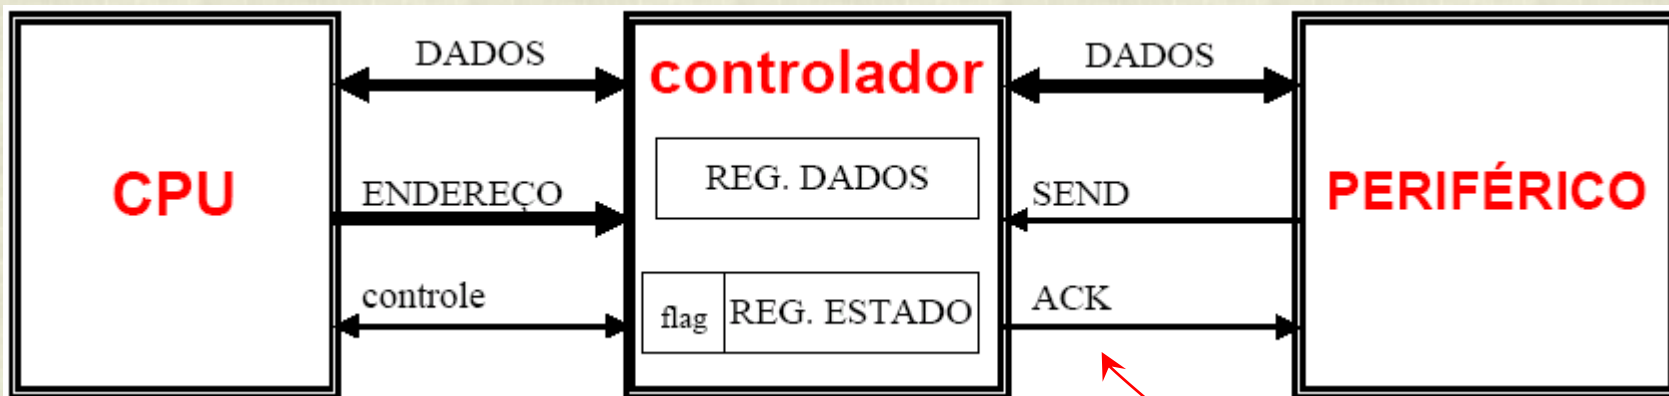 CPU
DADOS
ENDEREÇO
controle
controlador
REG. DADOS
flag
REG. ESTADO
DADOS
SEND
ACK
PERIFÉRICO